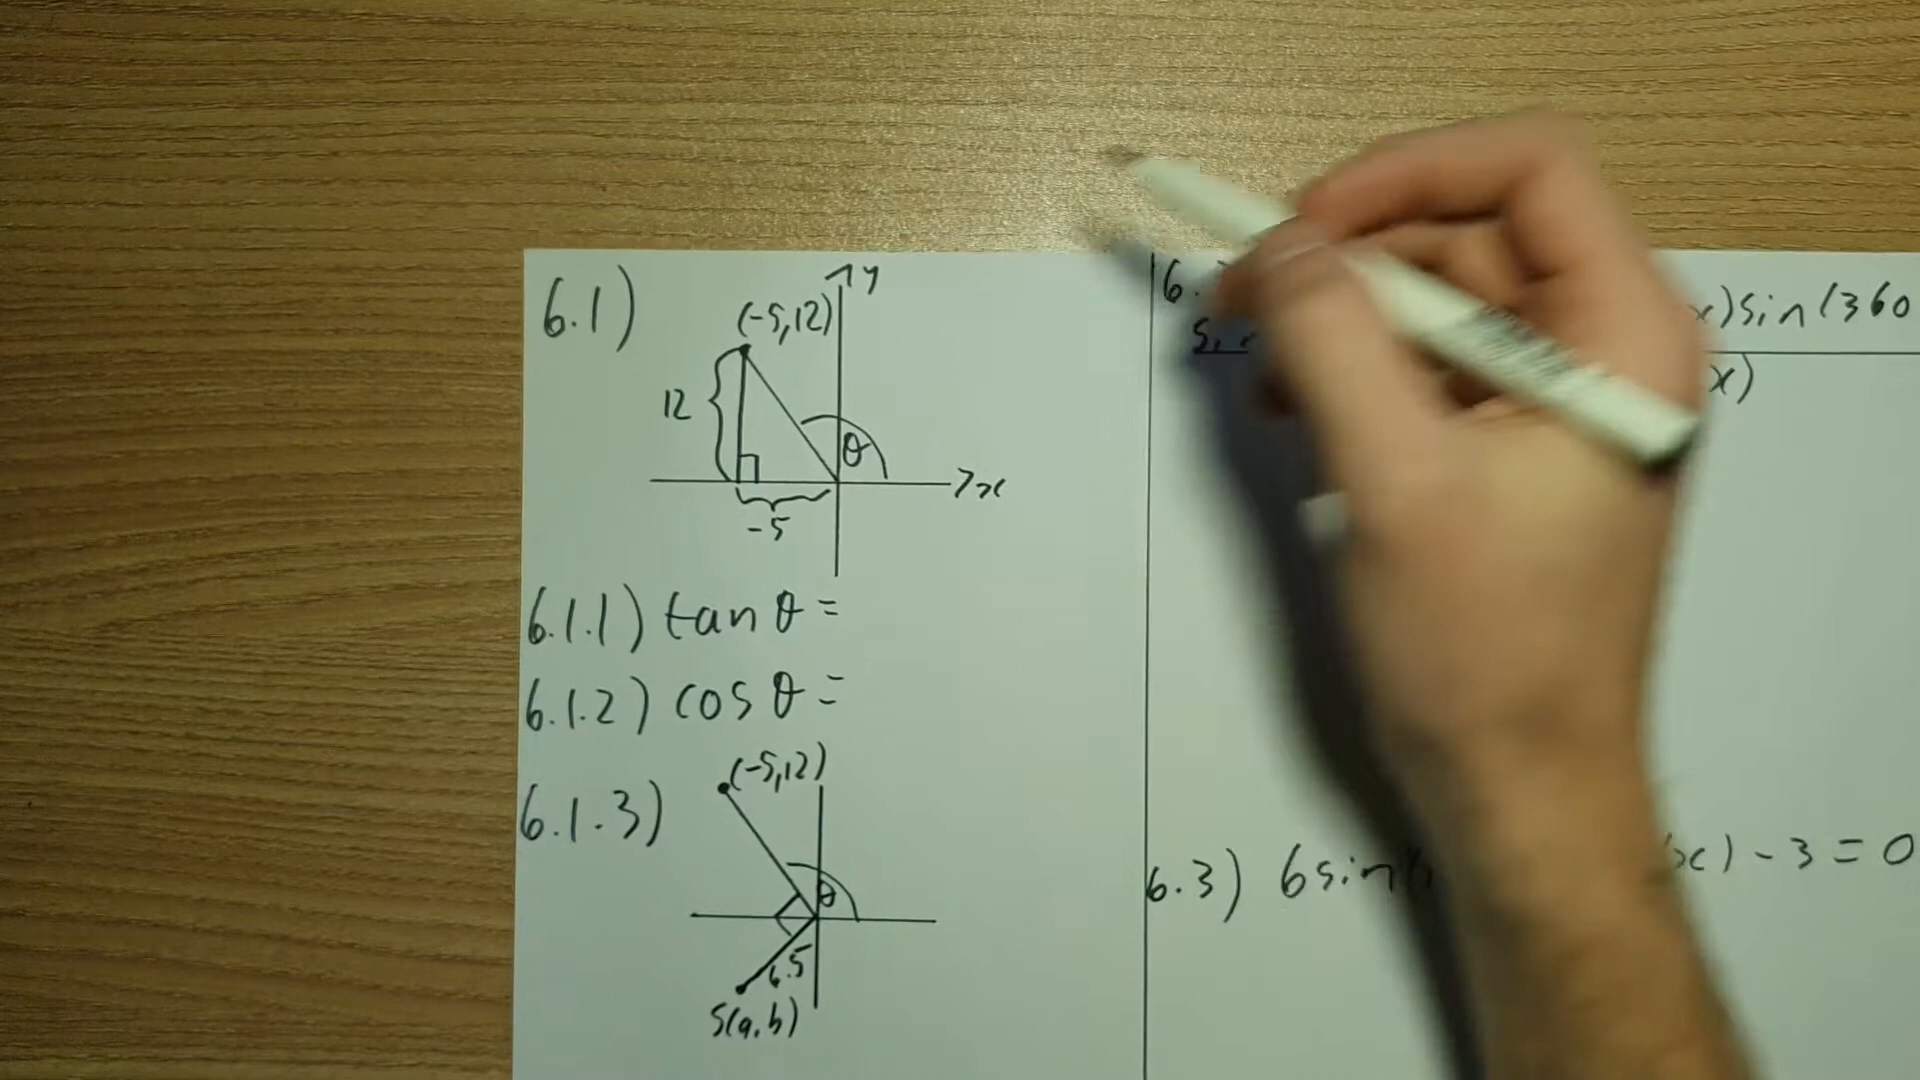 6.1)
y
(-5,12)
12
θ
x
-5
6.1.1) tan θ =
6.1.2) cos θ =
6.1.3)
(-5,12)
θ
6.5
S(a,b)
6.
x)sin(360
x)
6.3) 6sin
x) - 3 = 0